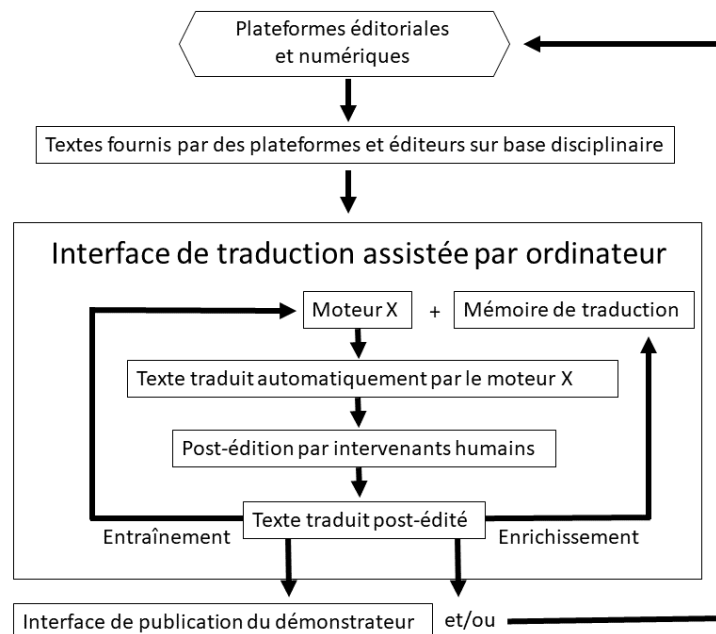 Plateformes éditoriales
et numériques
Textes fournis par des plateformes et éditeurs sur base disciplinaire
Interface de traduction assistée par ordinateur
Moteur X + Mémoire de traduction
Texte traduit automatiquement par le moteur X
Post-édition par intervenants humains
Texte traduit post-édité
Entraînement Enrichissement
Interface de publication du démonstrateur et/ou